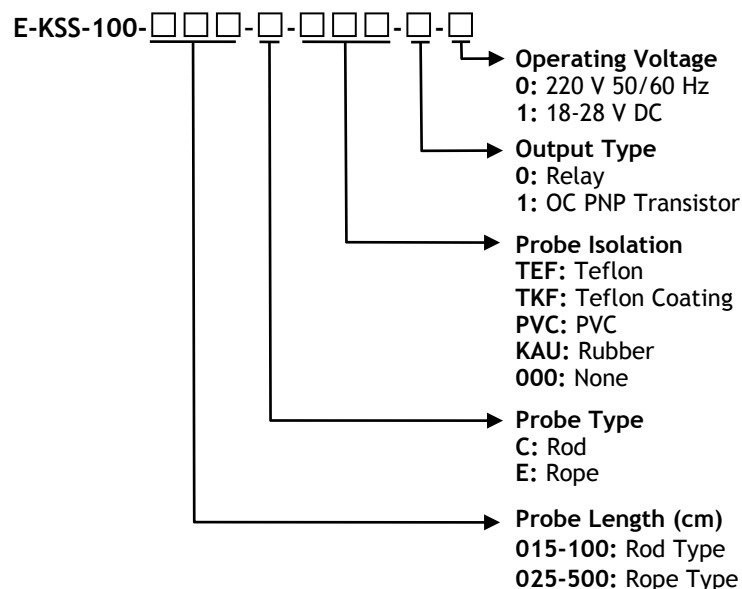 E-KSS-100-□□□-□-□□□-□-□
Operating Voltage
0: 220 V 50/60 Hz
1: 18-28 V DC
Output Type
0: Relay
1: OC PNP Transistor
Probe Isolation
TEF: Teflon
TKF: Teflon Coating
PVC: PVC
KAU: Rubber
000: None
Probe Type
C: Rod
E: Rope
Probe Length (cm)
015-100: Rod Type
025-500: Rope Type